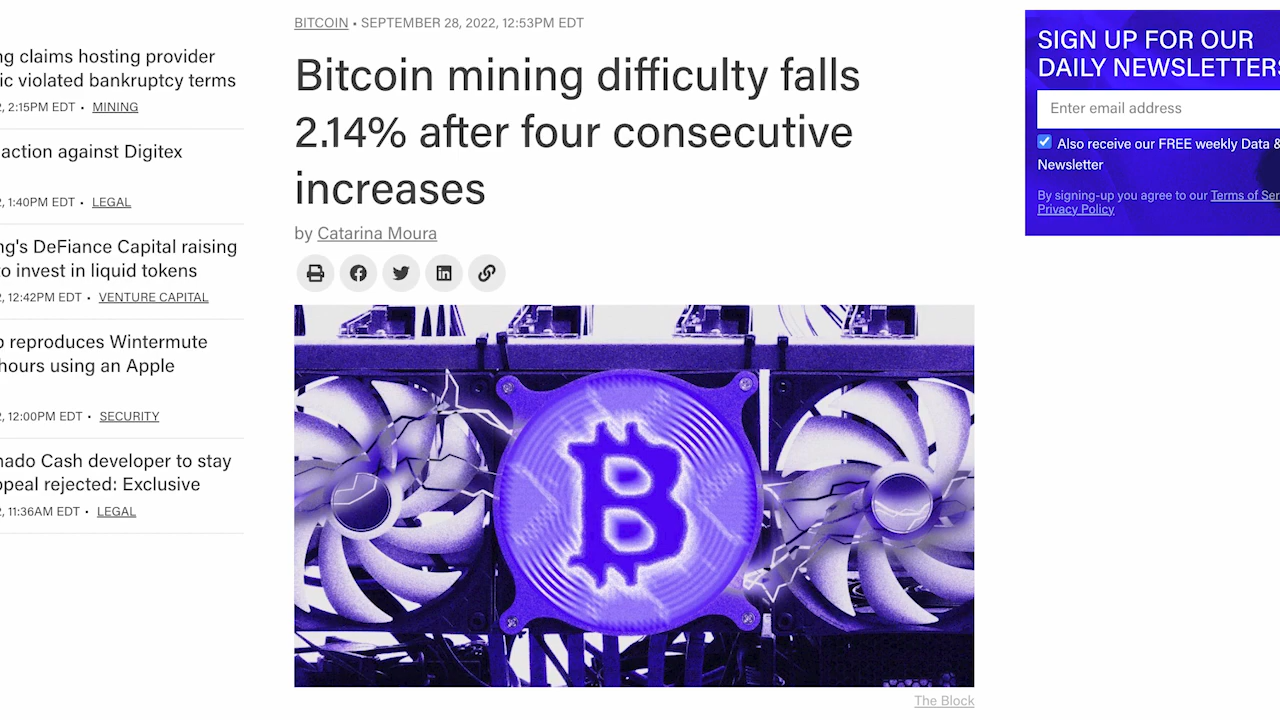 ng claims hosting provider
ic violated bankruptcy terms
2, 2:15PM EDT • MINING
action against Digitex
2, 1:40PM EDT • LEGAL
ng's DeFiance Capital raising
to invest in liquid tokens
2, 12:42PM EDT • VENTURE CAPITAL
p reproduces Wintermute
hours using an Apple
2, 12:00PM EDT • SECURITY
nado Cash developer to stay
ppeal rejected: Exclusive
2, 11:36AM EDT • LEGAL
BITCOIN • SEPTEMBER 28, 2022, 12:53PM EDT
Bitcoin mining difficulty falls
2.14% after four consecutive
increases
by Catarina Moura
The Block
SIGN UP FOR OUR
DAILY NEWSLETTERS
Enter email address
Also receive our FREE weekly Data &
Newsletter
By signing-up you agree to our Terms of Ser
Privacy Policy